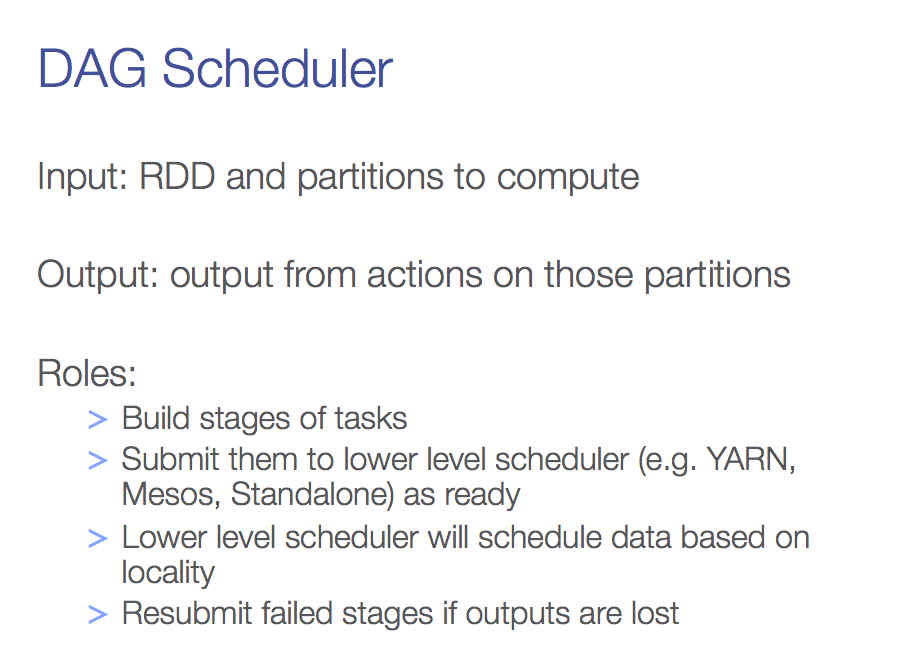 DAG Scheduler
Input: RDD and partitions to compute
Output: output from actions on those partitions
Roles:
> Build stages of tasks
> Submit them to lower level scheduler (e.g. YARN,
Mesos, Standalone) as ready
> Lower level scheduler will schedule data based on
locality
> Resubmit failed stages if outputs are lost